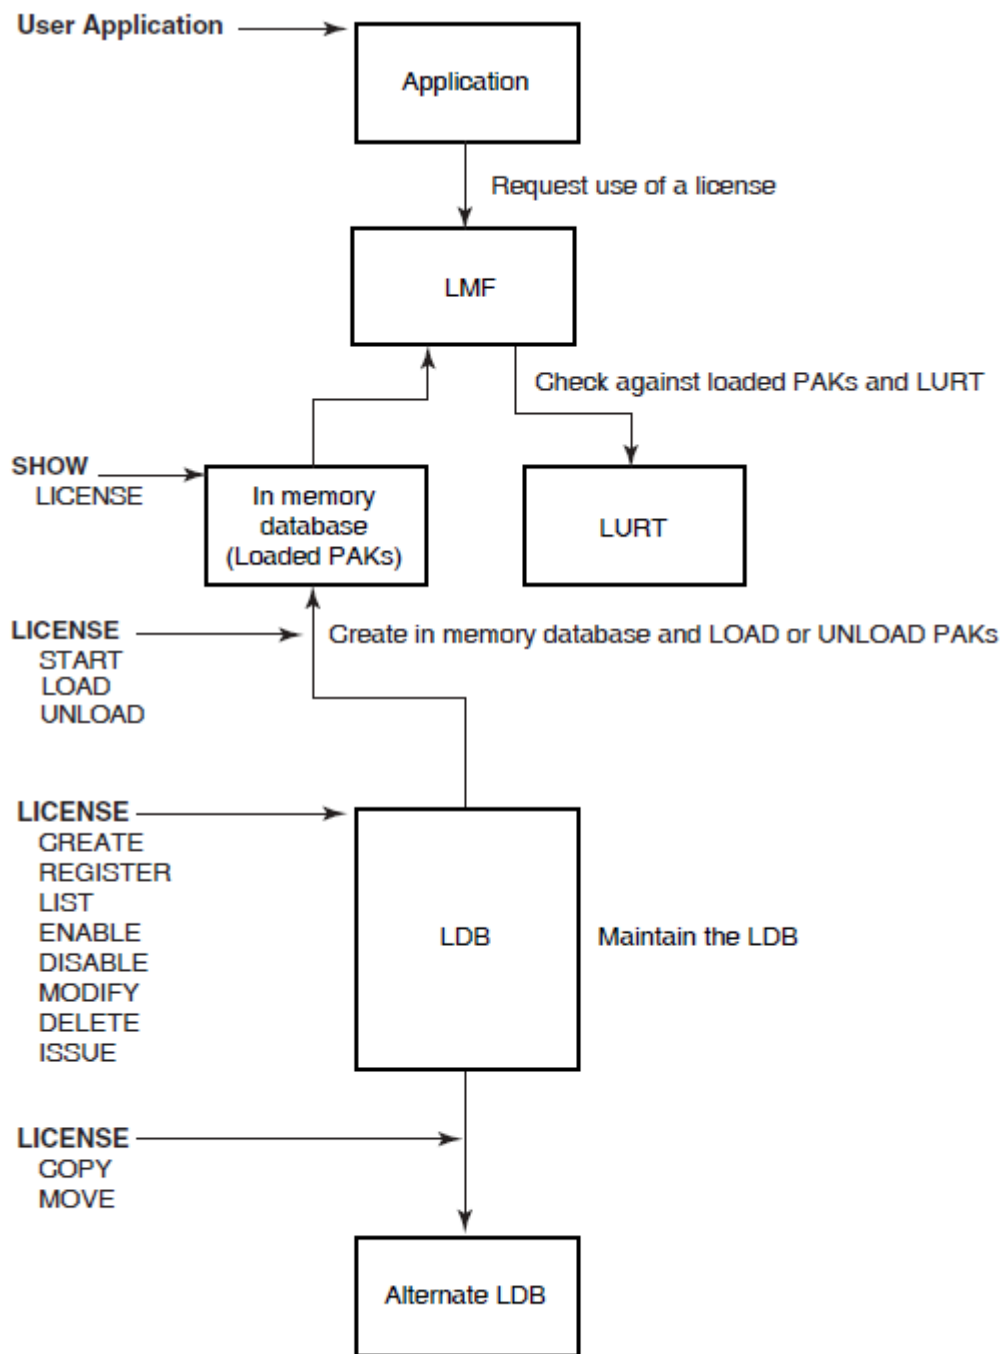 User Application
Application
Request use of a license
LMF
Check against loaded PAKs and LURT
SHOW
LICENSE
In memory
database
(Loaded PAKs)
LURT
LICENSE
START
LOAD
UNLOAD
Create in memory database and LOAD or UNLOAD PAKs
LICENSE
CREATE
REGISTER
LIST
ENABLE
DISABLE
MODIFY
DELETE
ISSUE
LDB
Maintain the LDB
LICENSE
COPY
MOVE
Alternate LDB